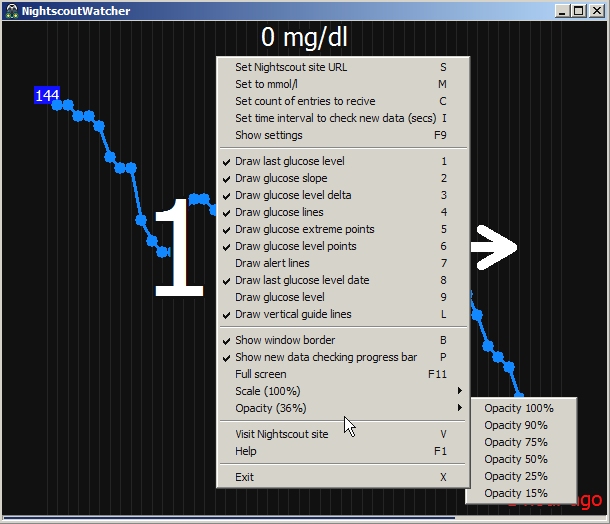 NightscoutWatcher
0 mg/dl
144
1
Set Nightscout site URL S
Set to mmol/l M
Set count of entries to recive C
Set time interval to check new data (secs) I
Show settings F9
Draw last glucose level 1
Draw glucose slope 2
Draw glucose level delta 3
Draw glucose lines 4
Draw glucose extreme points 5
Draw glucose level points 6
Draw alert lines 7
Draw last glucose level date 8
Draw glucose level 9
Draw vertical guide lines L
Show window border B
Show new data checking progress bar P
Full screen F11
Scale (100%)
Opacity (36%)
Visit Nightscout site V
Help F1
Exit X
Opacity 100%
Opacity 90%
Opacity 75%
Opacity 50%
Opacity 25%
Opacity 15%
ago